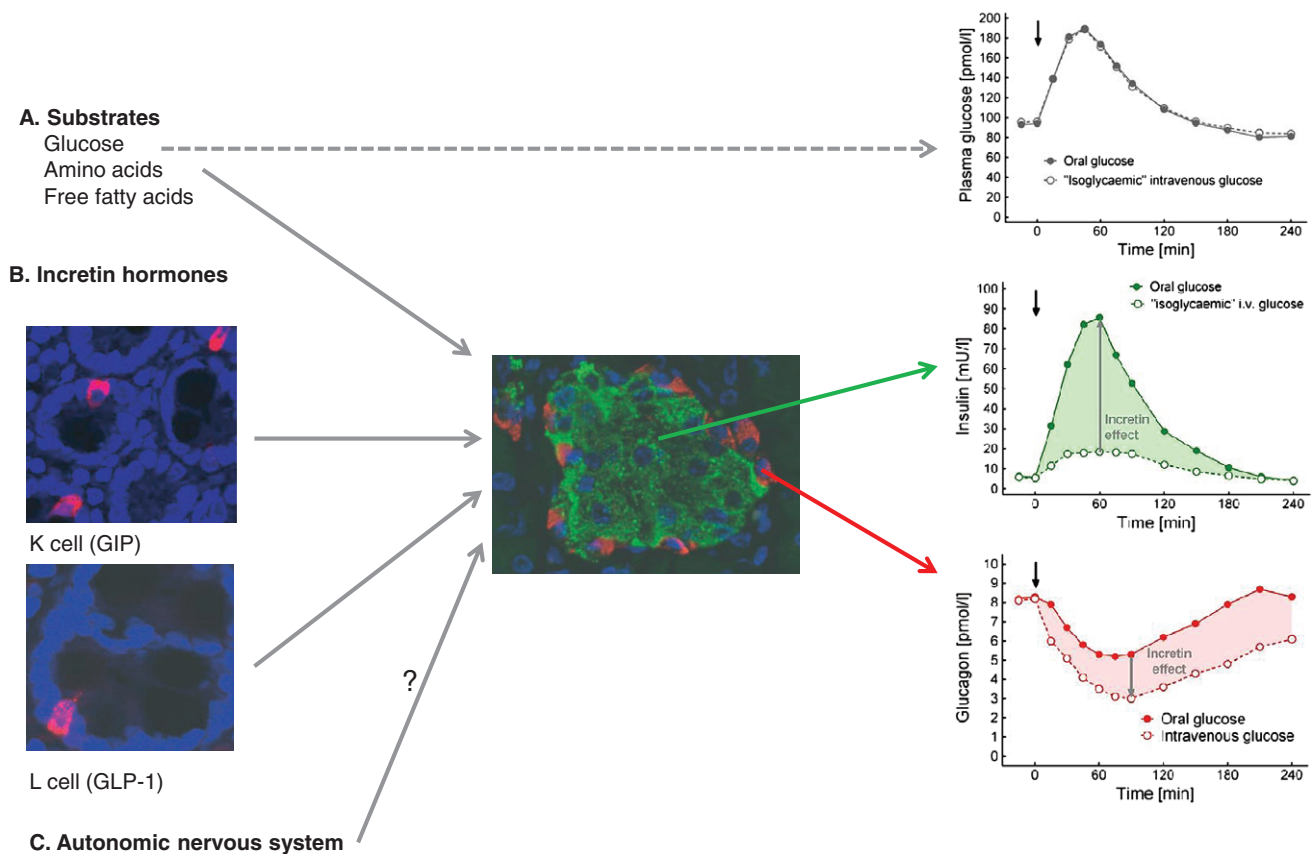 A. Substrates
Glucose
Amino acids
Free fatty acids
B. Incretin hormones
K cell (GIP)
L cell (GLP-1)
?
C. Autonomic nervous system
Plasma glucose [pmol/l]
200
180
160
140
120
100
80
60
40
20
0
Oral glucose
"Isoglycaemic" intravenous glucose
0 60 120 180 240
Time [min]
Insulin [mU/l]
100
90
80
70
60
50
40
30
20
10
0
Oral glucose
"isoglycaemic" i.v. glucose
Incretin
effect
0 60 120 180 240
Time [min]
Glucagon [pmol/l]
10
9
8
7
6
5
4
3
2
1
0
Incretin
effect
Oral glucose
Intravenous glucose
0 60 120 180 240
Time [min]